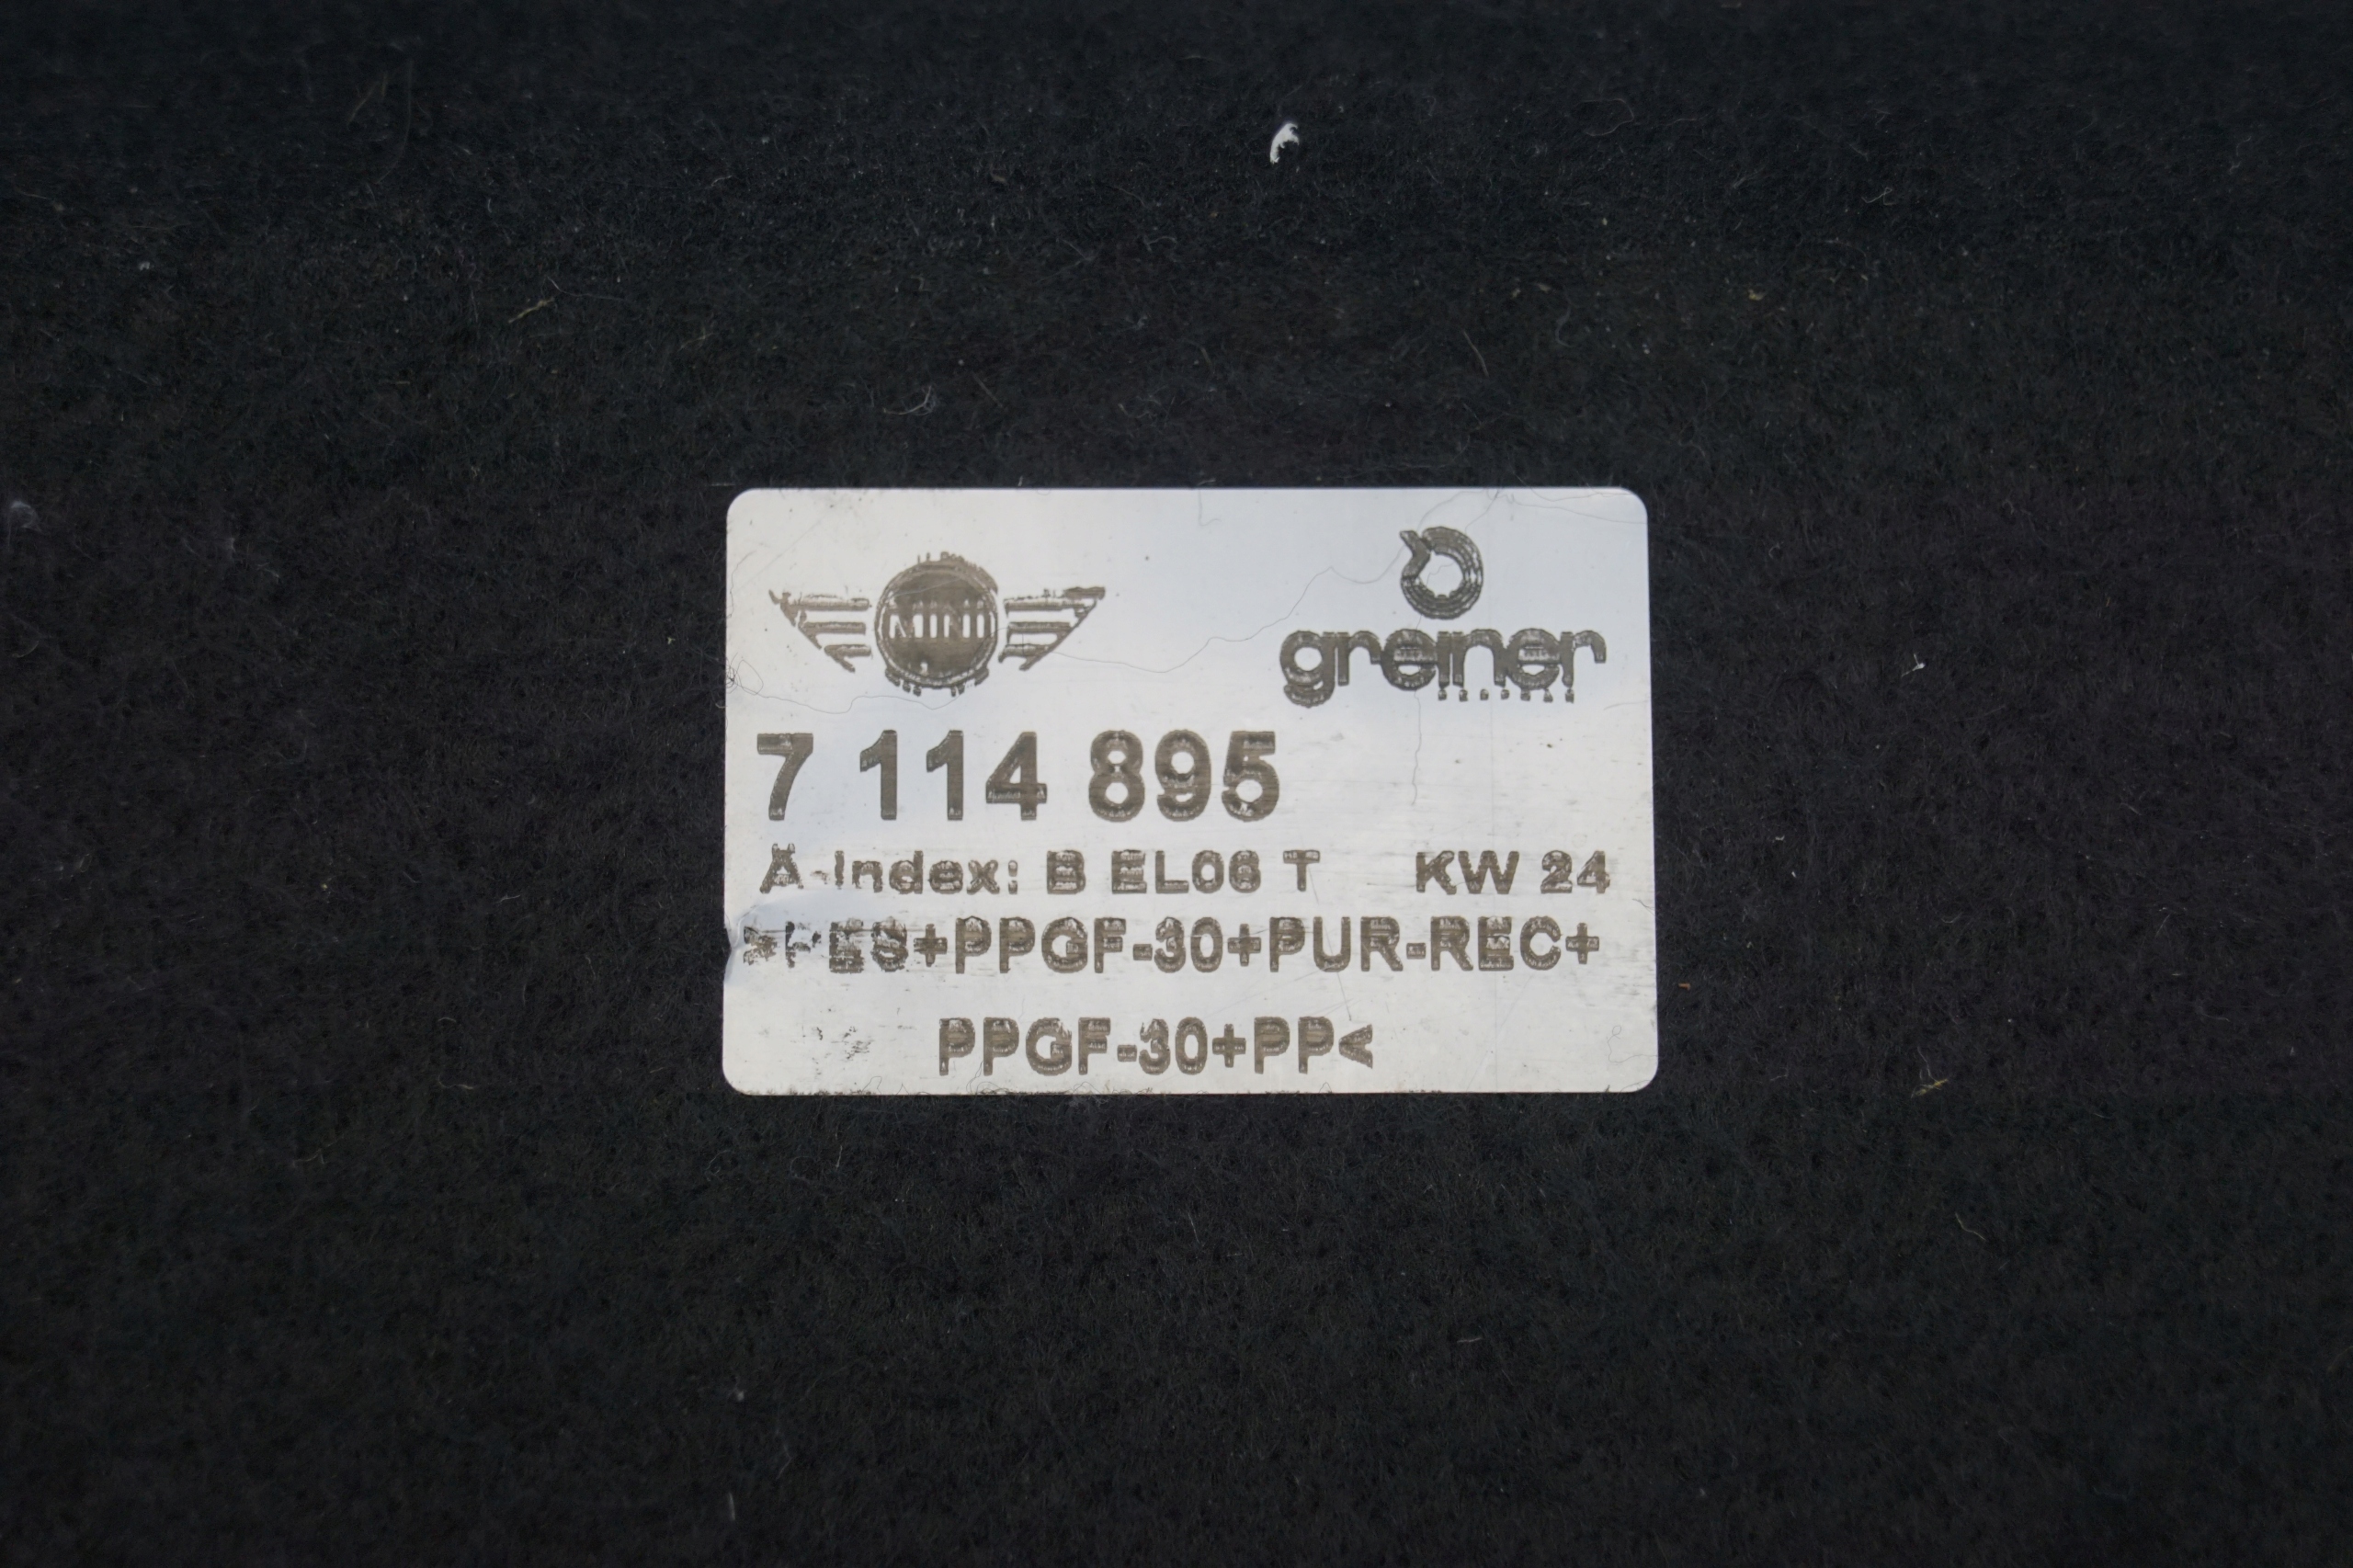 MINI
greiner
7 114 895
Ä-Index: B EL06 T KW 24
>PES+PPGF-30+PUR-REC+
PPGF-30+PP<